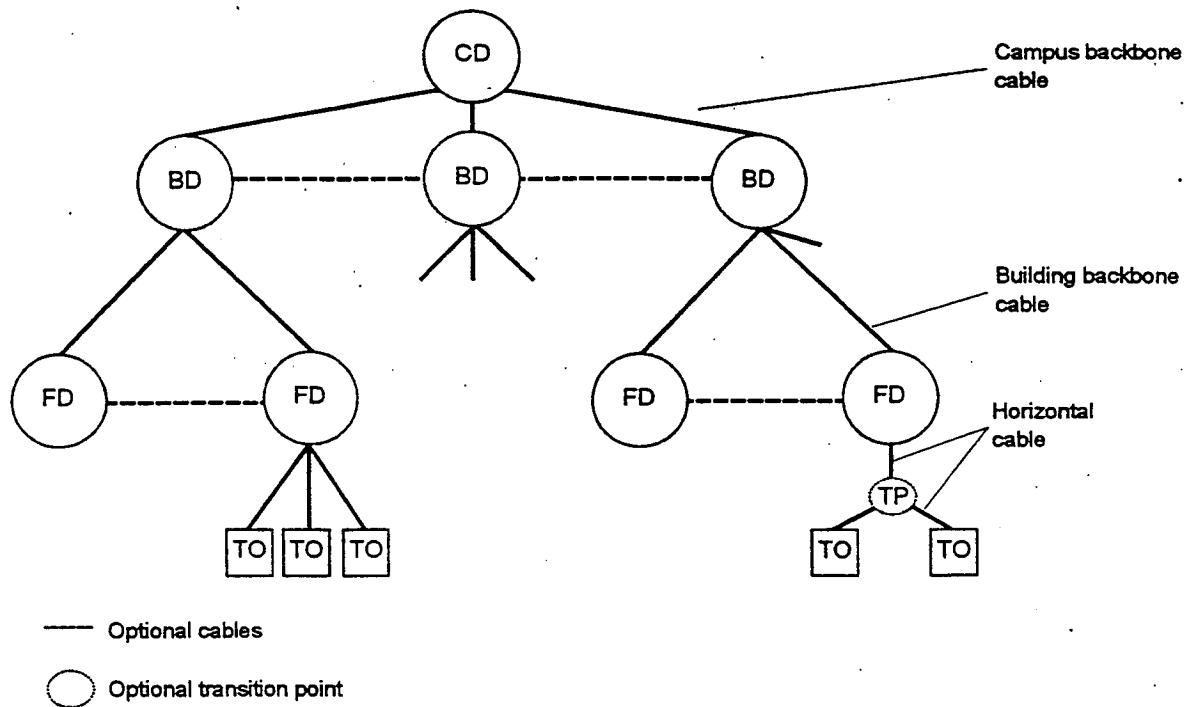 CD
Campus backbone
cable
BD
BD
BD
Building backbone
cable
FD
FD
FD
FD
Horizontal
cable
TP
TO
TO
TO
TO
TO
Optional cables
Optional transition point